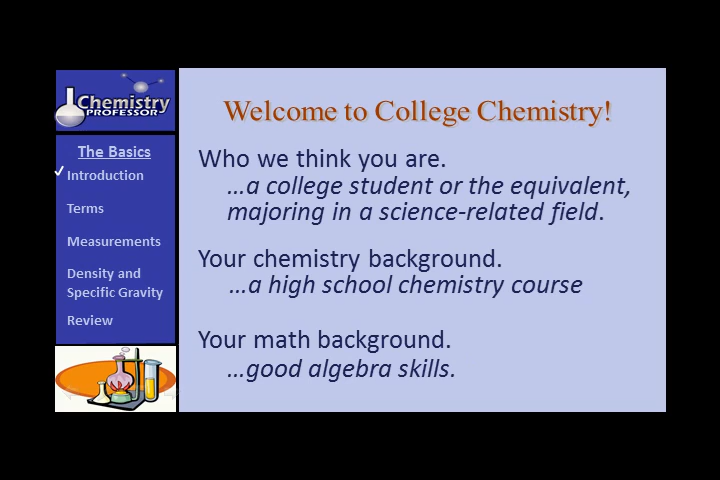 Chemistry
PROFESSOR
The Basics
Introduction
Terms
Measurements
Density and
Specific Gravity
Review
Welcome to College Chemistry!
Who we think you are.
…a college student or the equivalent,
majoring in a science-related field.
Your chemistry background.
…a high school chemistry course
Your math background.
…good algebra skills.